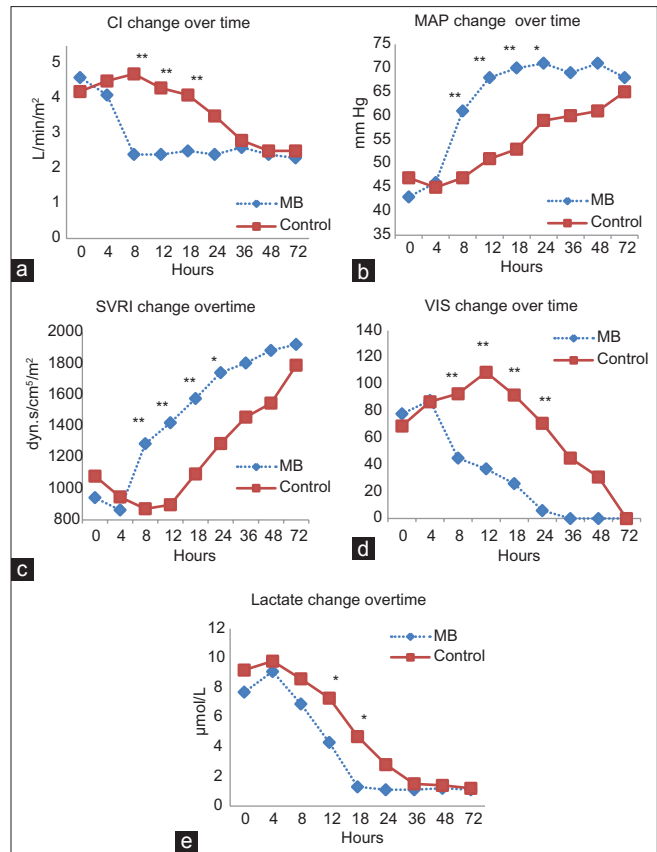 CI change over time
5
4
3
2
1
0
L/min/m²
** ** **
MB
Control
0 4 8 12 18 24 36 48 72
Hours
a
MAP change over time
75
70
65
60
55
50
45
40
35
mm Hg
** ** ** *
MB
Control
0 4 8 12 18 24 36 48 72
Hours
b
SVRI change overtime
2000
1800
1600
1400
1200
1000
800
dyn.s/cm⁵/m²
** ** ** *
MB
Control
0 4 8 12 18 24 36 48 72
Hours
c
VIS change over time
140
120
100
80
60
40
20
0
** ** ** **
MB
Control
0 4 8 12 18 24 36 48 72
Hours
d
Lactate change overtime
12
10
8
6
4
2
0
µmol/L
* *
MB
Control
0 4 8 12 18 24 36 48 72
Hours
e